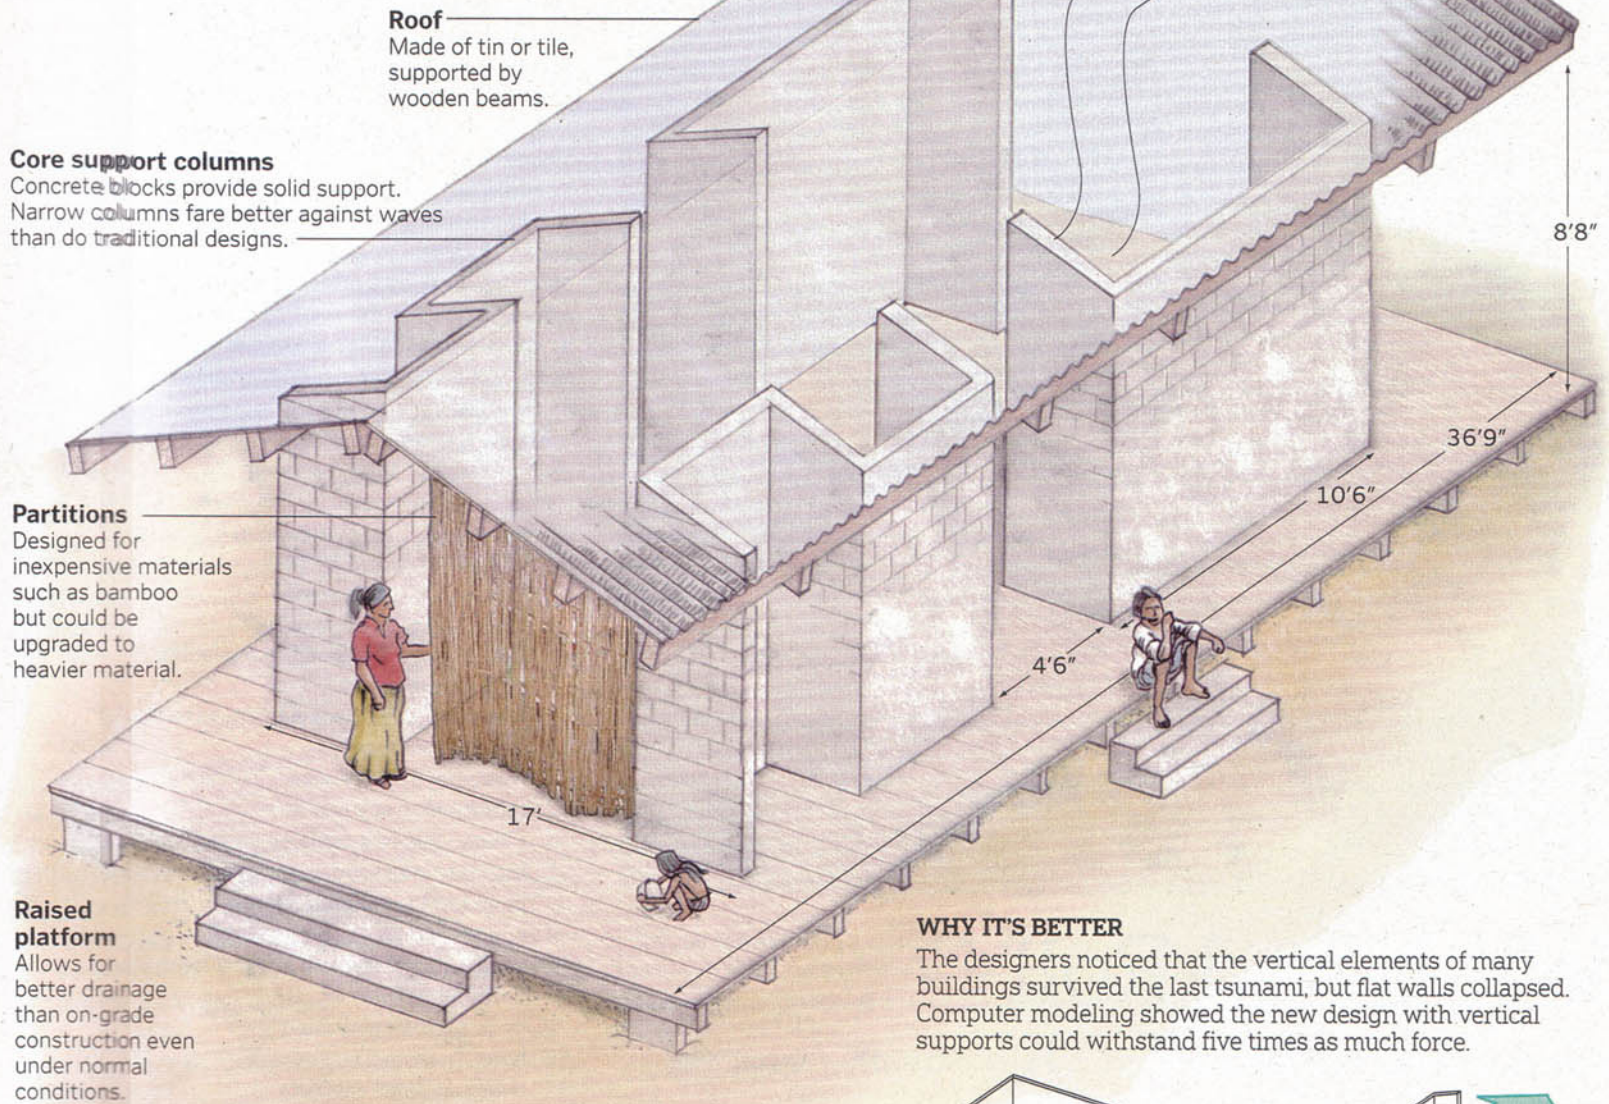 Roof
Made of tin or tile,
supported by
wooden beams.
Core support columns
Concrete blocks provide solid support.
Narrow columns fare better against waves
than do traditional designs.
8'8"
36'9"
10'6"
4'6"
17'
Partitions
Designed for
inexpensive materials
such as bamboo
but could be
upgraded to
heavier material.
Raised
platform
Allows for
better drainage
than on-grade
construction even
under normal
conditions.
WHY IT'S BETTER
The designers noticed that the vertical elements of many
buildings survived the last tsunami, but flat walls collapsed.
Computer modeling showed the new design with vertical
supports could withstand five times as much force.